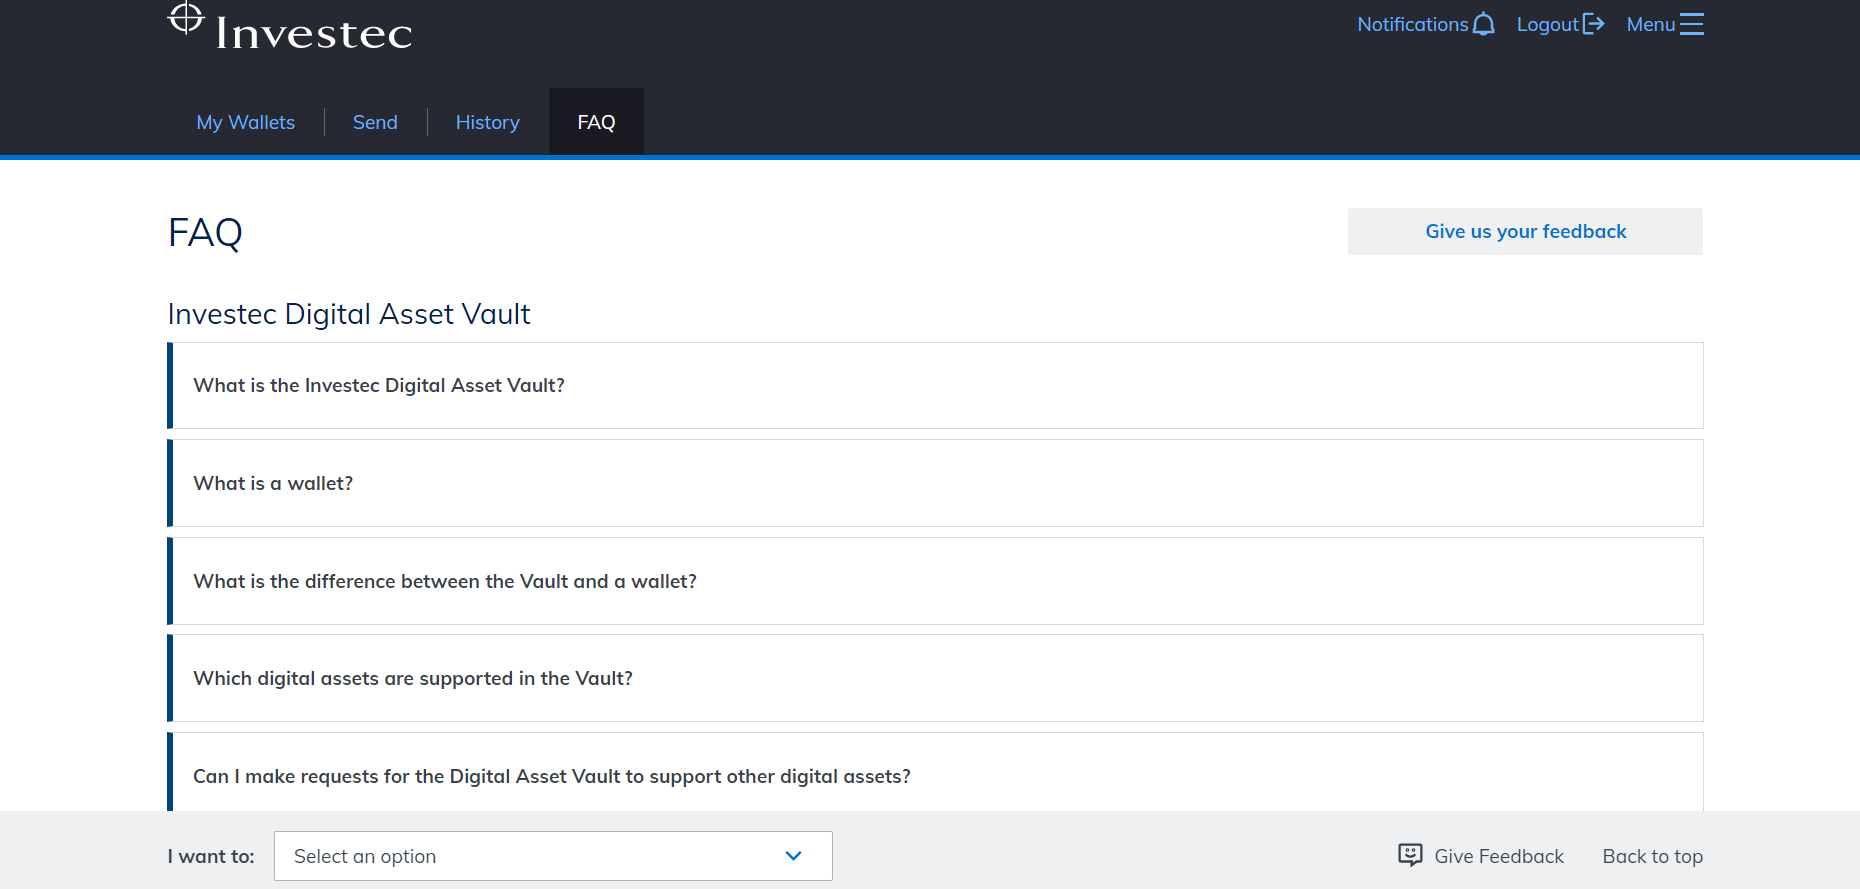 Investec
Notifications Logout Menu
My Wallets Send History FAQ
FAQ
Give us your feedback
Investec Digital Asset Vault
What is the Investec Digital Asset Vault?
What is a wallet?
What is the difference between the Vault and a wallet?
Which digital assets are supported in the Vault?
Can I make requests for the Digital Asset Vault to support other digital assets?
I want to: Select an option Give Feedback Back to top